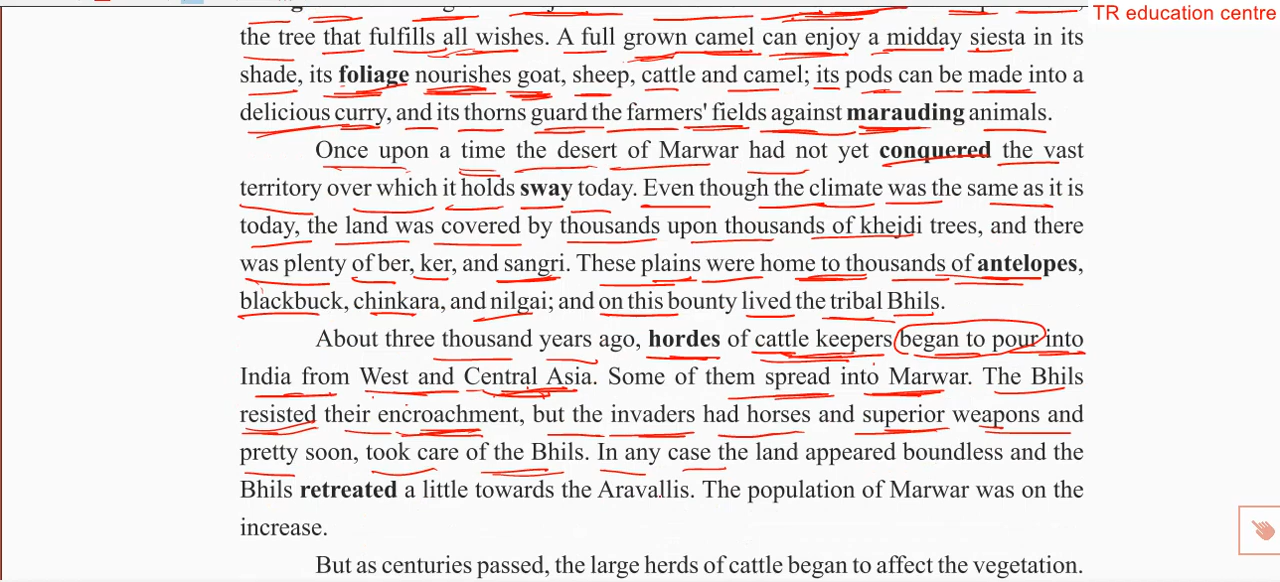 TR education centre
the tree that fulfills all wishes. A full grown camel can enjoy a midday siesta in its
shade, its foliage nourishes goat, sheep, cattle and camel; its pods can be made into a
delicious curry, and its thorns guard the farmers' fields against marauding animals.
Once upon a time the desert of Marwar had not yet conquered the vast
territory over which it holds sway today. Even though the climate was the same as it is
today, the land was covered by thousands upon thousands of khejdi trees, and there
was plenty of ber, ker, and sangri. These plains were home to thousands of antelopes,
blackbuck, chinkara, and nilgai; and on this bounty lived the tribal Bhils.
About three thousand years ago, hordes of cattle keepers began to pour into
India from West and Central Asia. Some of them spread into Marwar. The Bhils
resisted their encroachment, but the invaders had horses and superior weapons and
pretty soon, took care of the Bhils. In any case the land appeared boundless and the
Bhils retreated a little towards the Aravallis. The population of Marwar was on the
increase.
But as centuries passed, the large herds of cattle began to affect the vegetation.